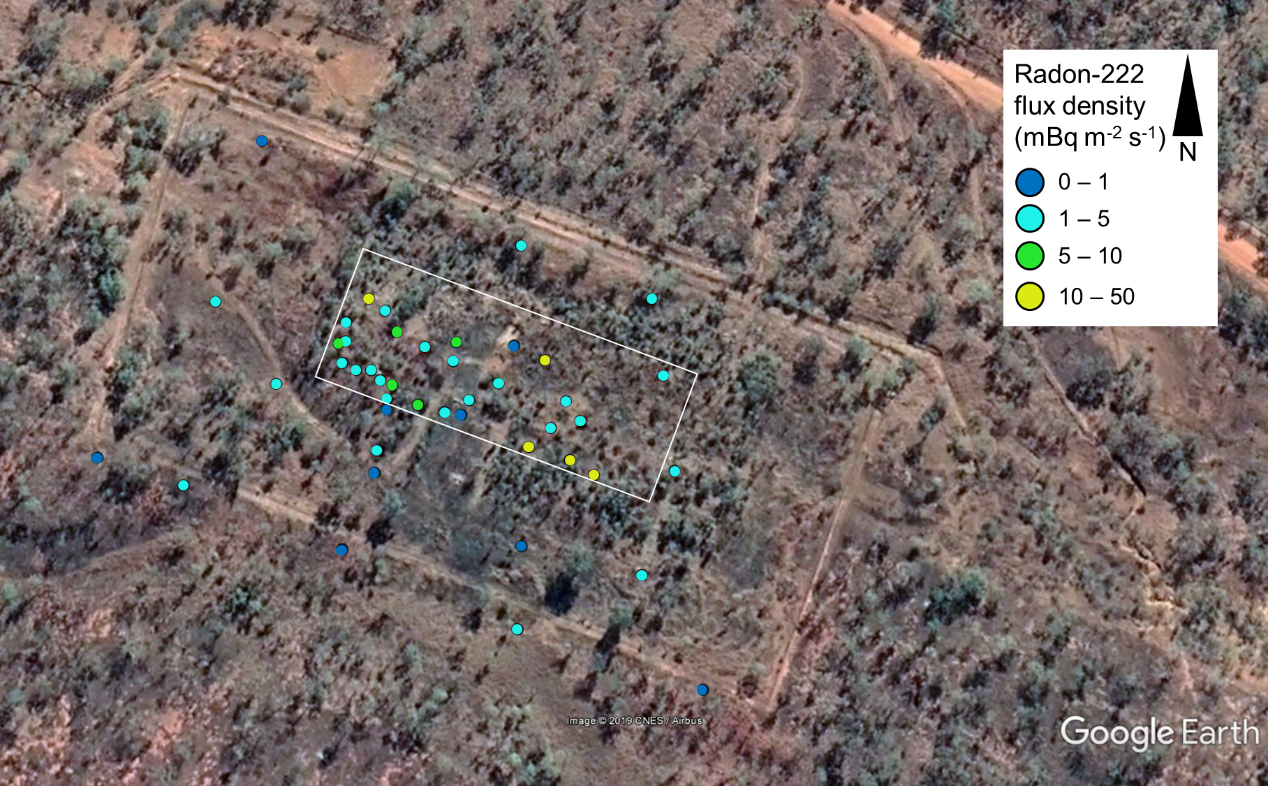 Radon-222
flux density
(mBq m-2 s-1)
N
0 – 1
1 – 5
5 – 10
10 – 50
Image © 2019 CNES / Airbus
Google Earth